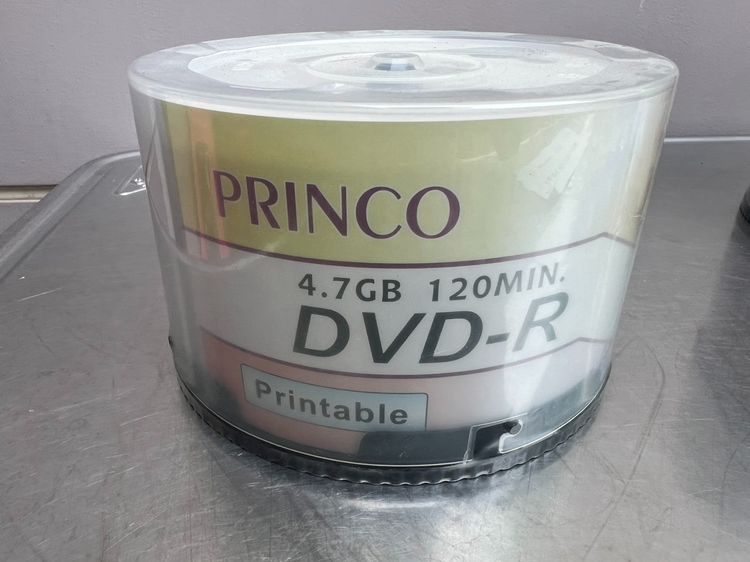 PRINCO
4.7GB 120MIN.
DVD-R
Printable